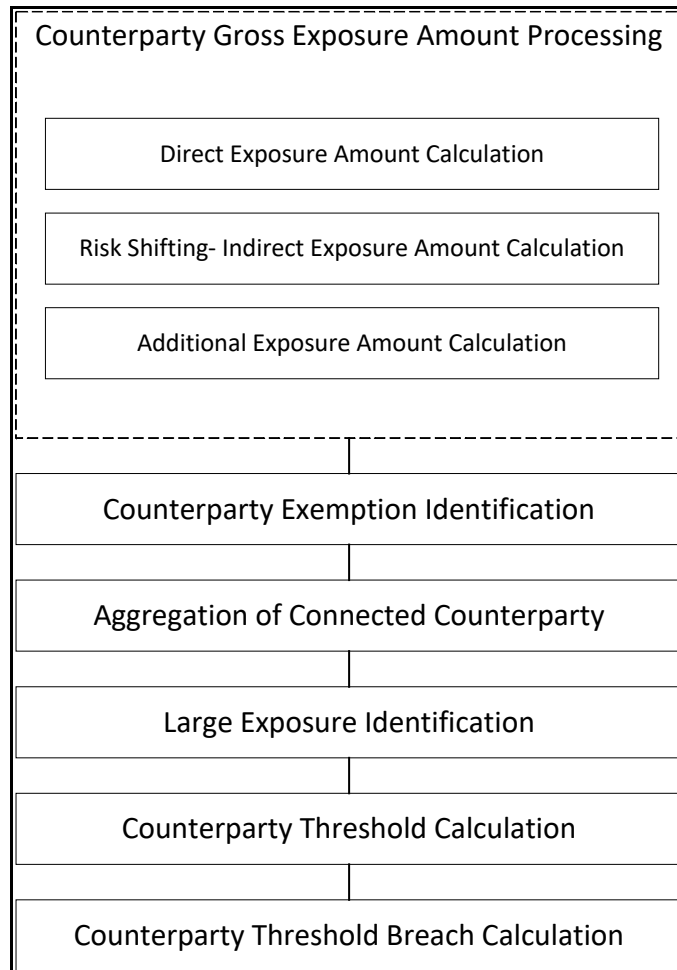 Counterparty Gross Exposure Amount Processing
Direct Exposure Amount Calculation
Risk Shifting- Indirect Exposure Amount Calculation
Additional Exposure Amount Calculation
Counterparty Exemption Identification
Aggregation of Connected Counterparty
Large Exposure Identification
Counterparty Threshold Calculation
Counterparty Threshold Breach Calculation